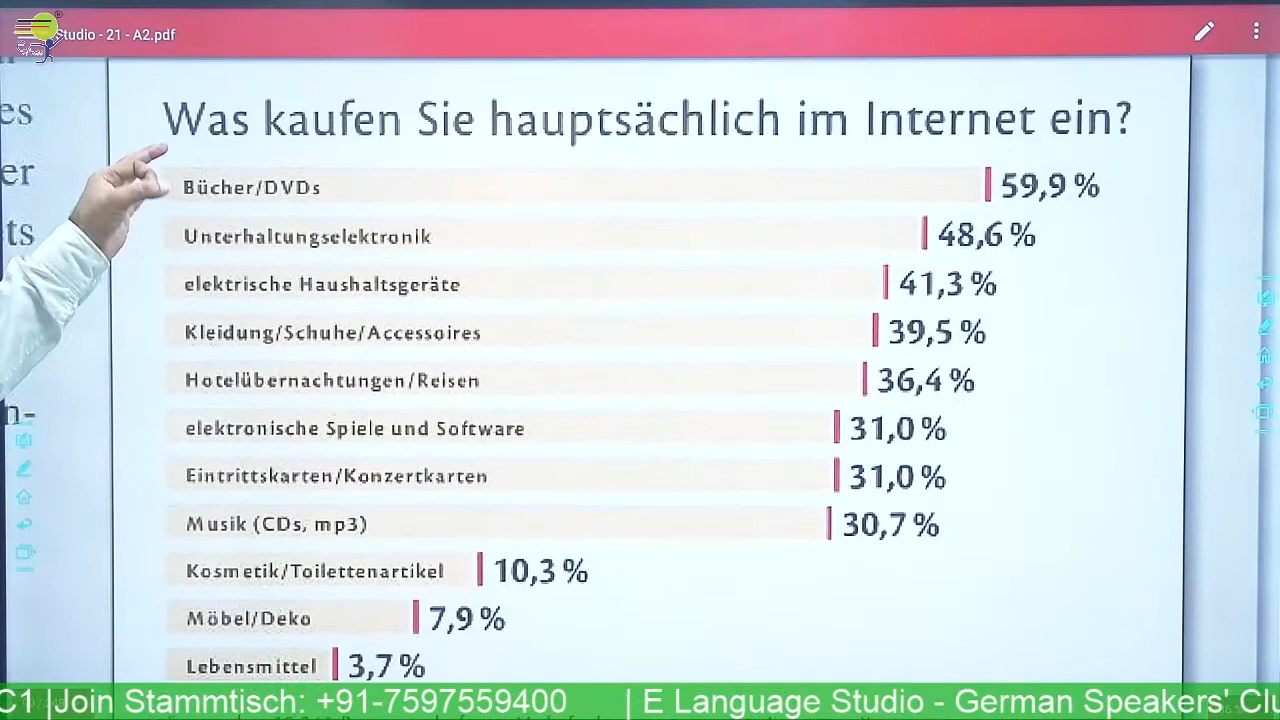 Studio - 21 - A2.pdf
es
er
ts
n-
Was kaufen Sie hauptsächlich im Internet ein?
Bücher/DVDs 59,9 %
Unterhaltungselektronik 48,6 %
elektrische Haushaltsgeräte 41,3 %
Kleidung/Schuhe/Accessoires 39,5 %
Hotelübernachtungen/Reisen 36,4 %
elektronische Spiele und Software 31,0 %
Eintrittskarten/Konzertkarten 31,0 %
Musik (CDs, mp3) 30,7 %
Kosmetik/Toilettenartikel 10,3 %
Möbel/Deko 7,9 %
Lebensmittel 3,7 %
C1 |Join Stammtisch: +91-7597559400 | E Language Studio - German Speakers' Clu